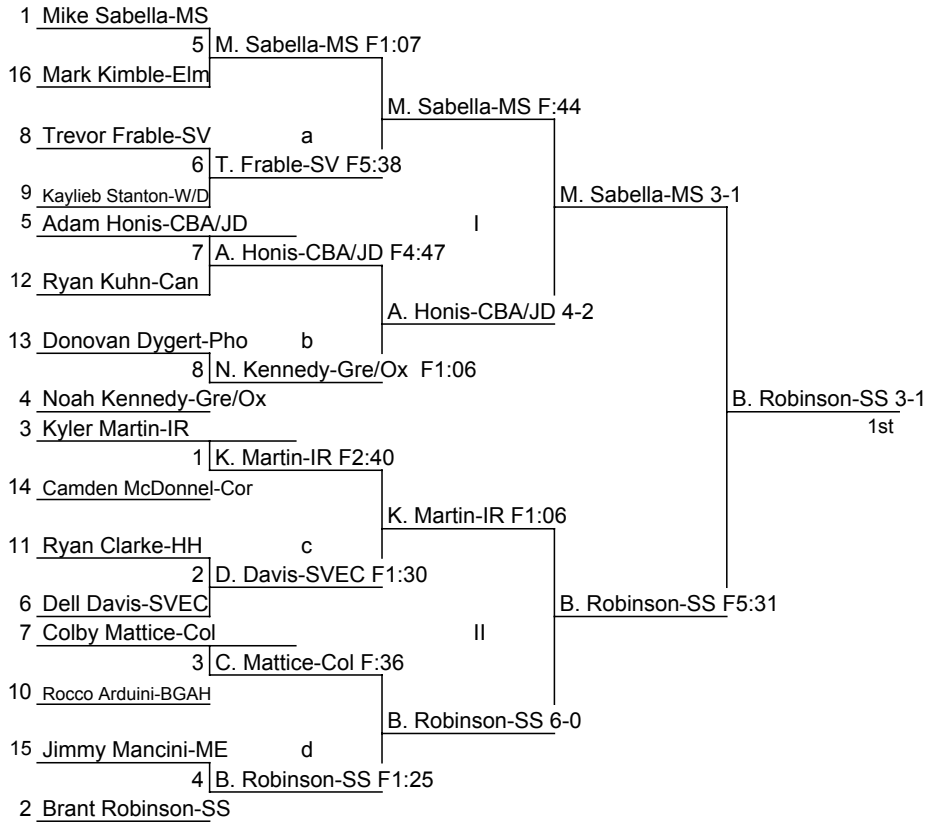 1 Mike Sabella-MS
5 M. Sabella-MS F1:07
16 Mark Kimble-Elm
M. Sabella-MS F:44
8 Trevor Frable-SV a
6 T. Frable-SV F5:38
9 Kaylieb Stanton-W/D
M. Sabella-MS 3-1
5 Adam Honis-CBA/JD I
7 A. Honis-CBA/JD F4:47
12 Ryan Kuhn-Can
A. Honis-CBA/JD 4-2
13 Donovan Dygert-Pho b
8 N. Kennedy-Gre/Ox F1:06
4 Noah Kennedy-Gre/Ox
B. Robinson-SS 3-1
1st
3 Kyler Martin-IR
1 K. Martin-IR F2:40
14 Camden McDonnel-Cor
K. Martin-IR F1:06
11 Ryan Clarke-HH c
2 D. Davis-SVEC F1:30
6 Dell Davis-SVEC
B. Robinson-SS F5:31
7 Colby Mattice-Col II
3 C. Mattice-Col F:36
10 Rocco Arduini-BGAH
B. Robinson-SS 6-0
15 Jimmy Mancini-ME d
4 B. Robinson-SS F1:25
2 Brant Robinson-SS